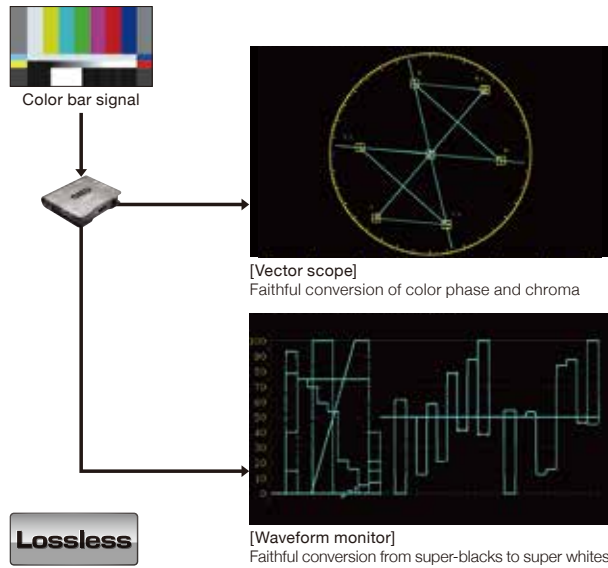 Color bar signal
[Vector scope]
Faithful conversion of color phase and chroma
100
90
80
70
60
50
40
30
20
10
0
[Waveform monitor]
Faithful conversion from super-blacks to super whites
Lossless